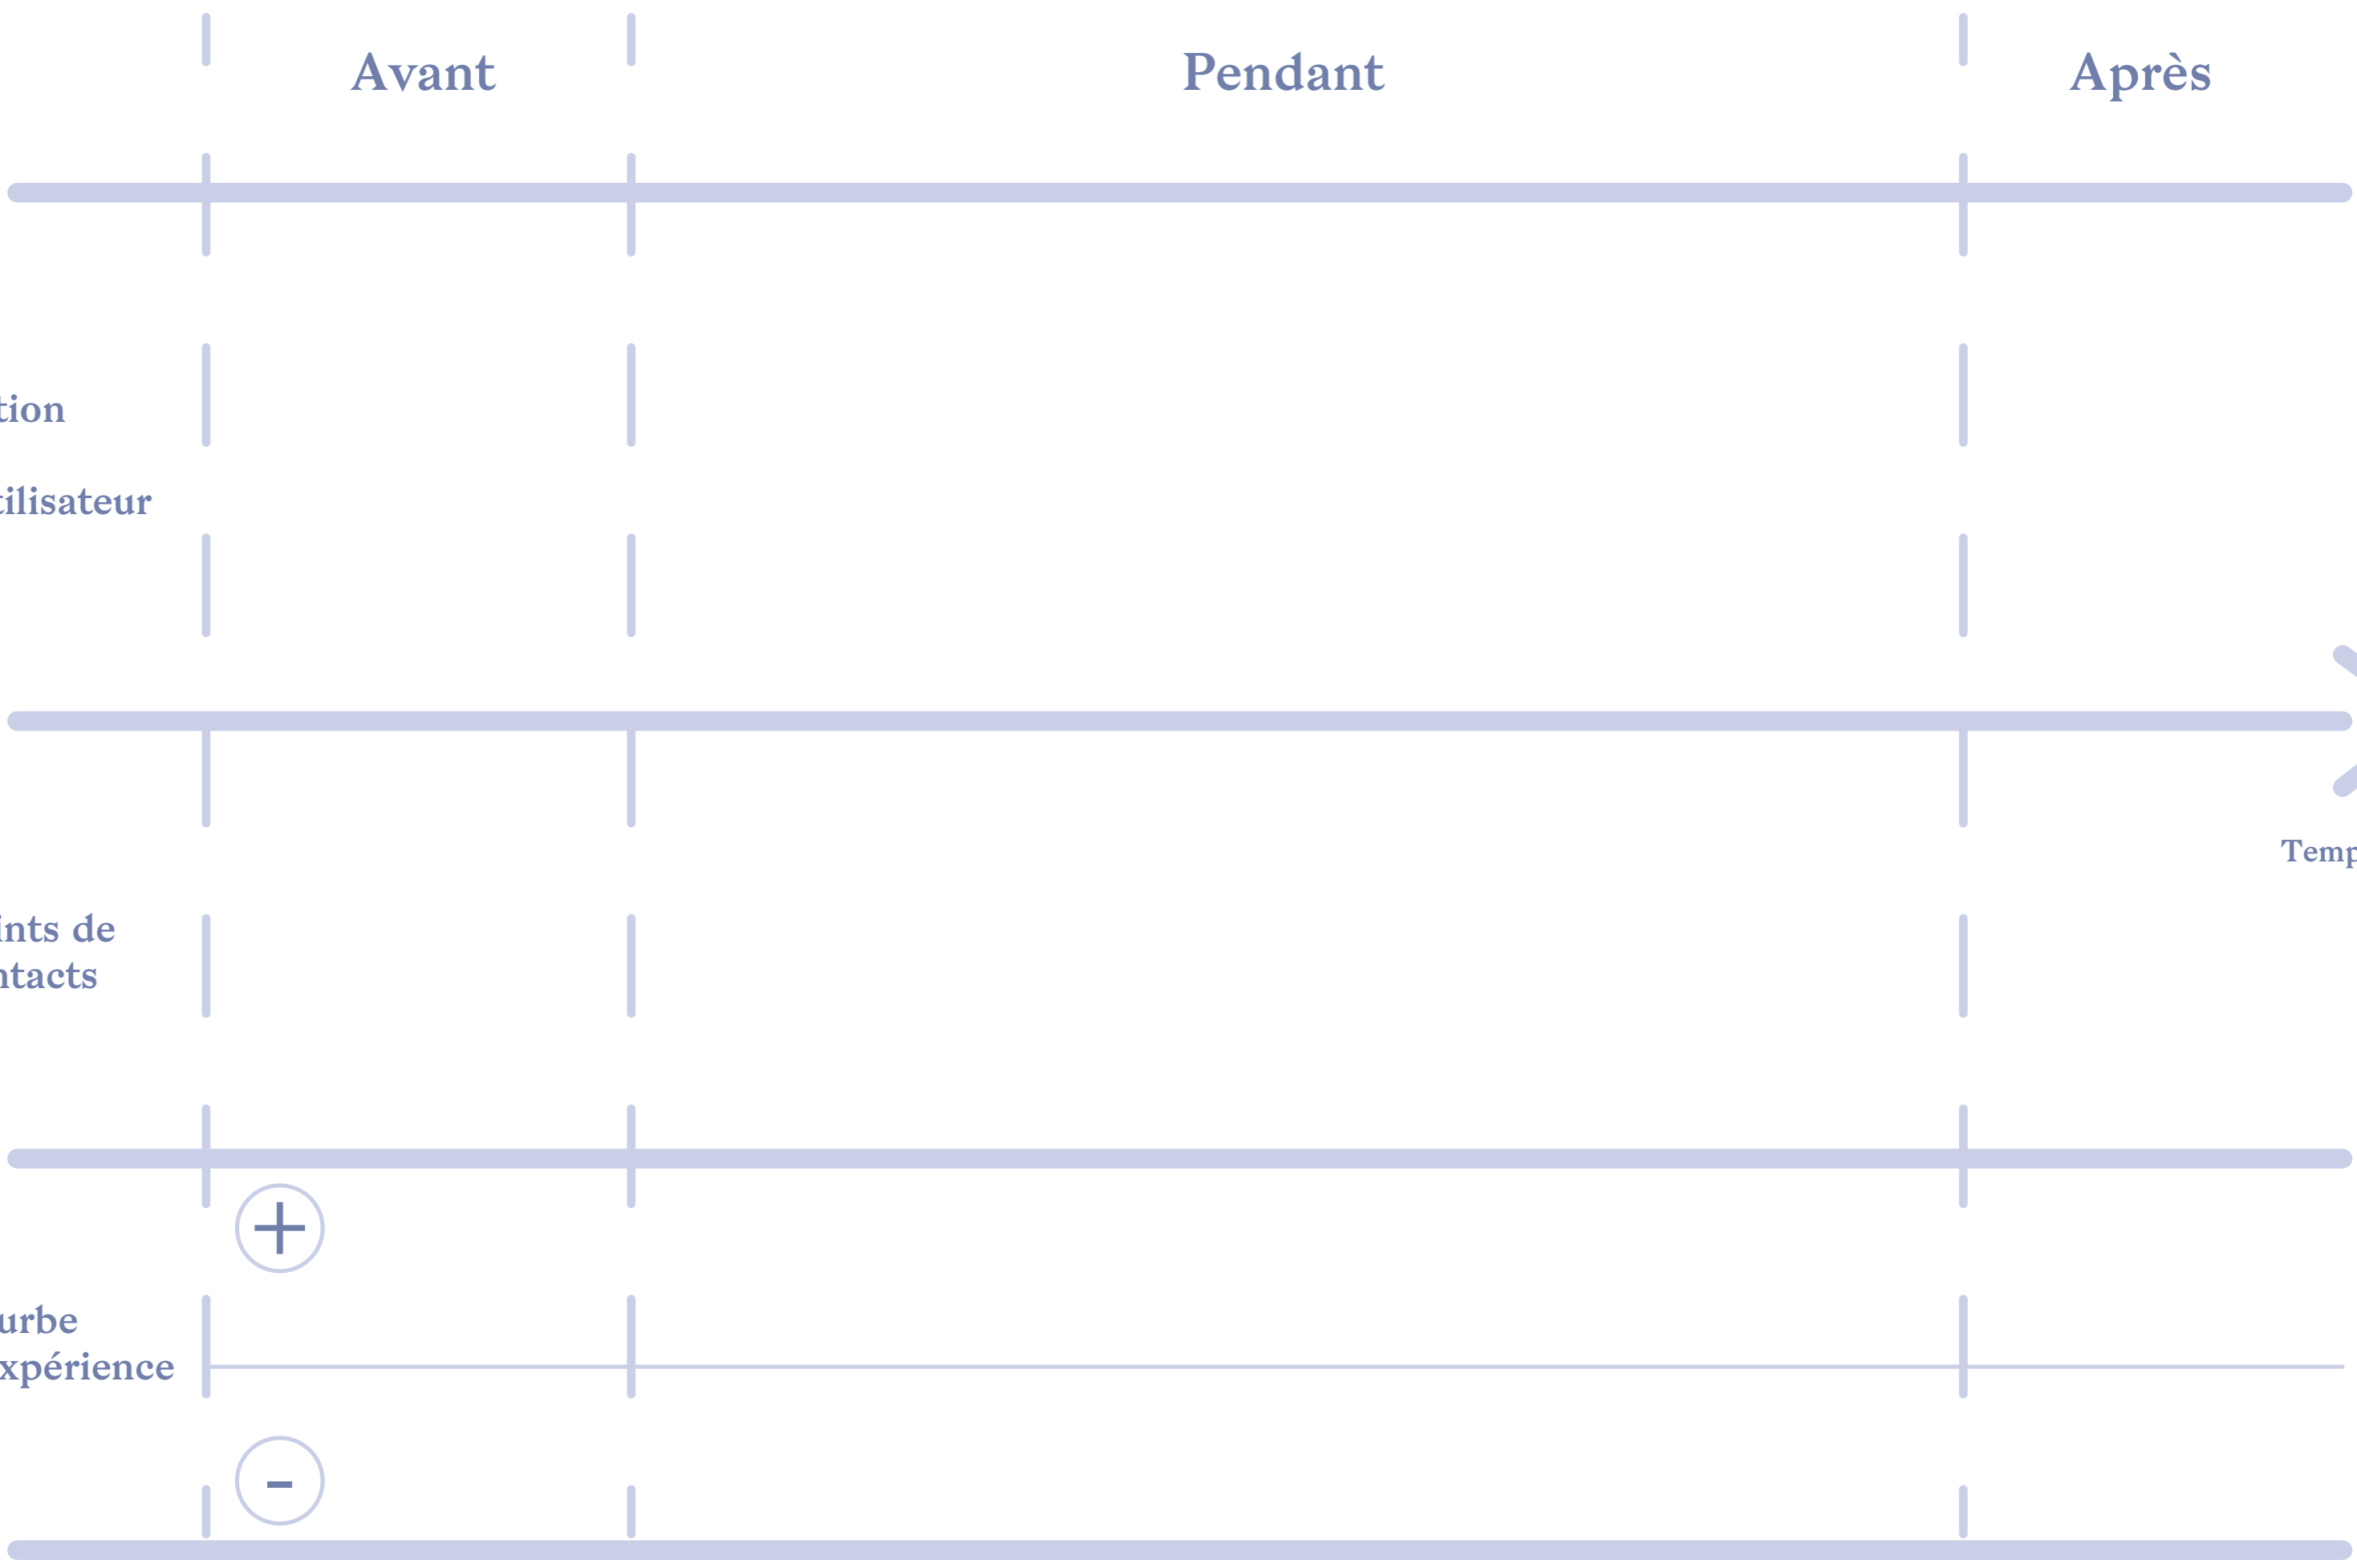 Avant
Pendant
Après
tion
tilisateur
Temp
ints de
ntacts
+
urbe
xpérience
-